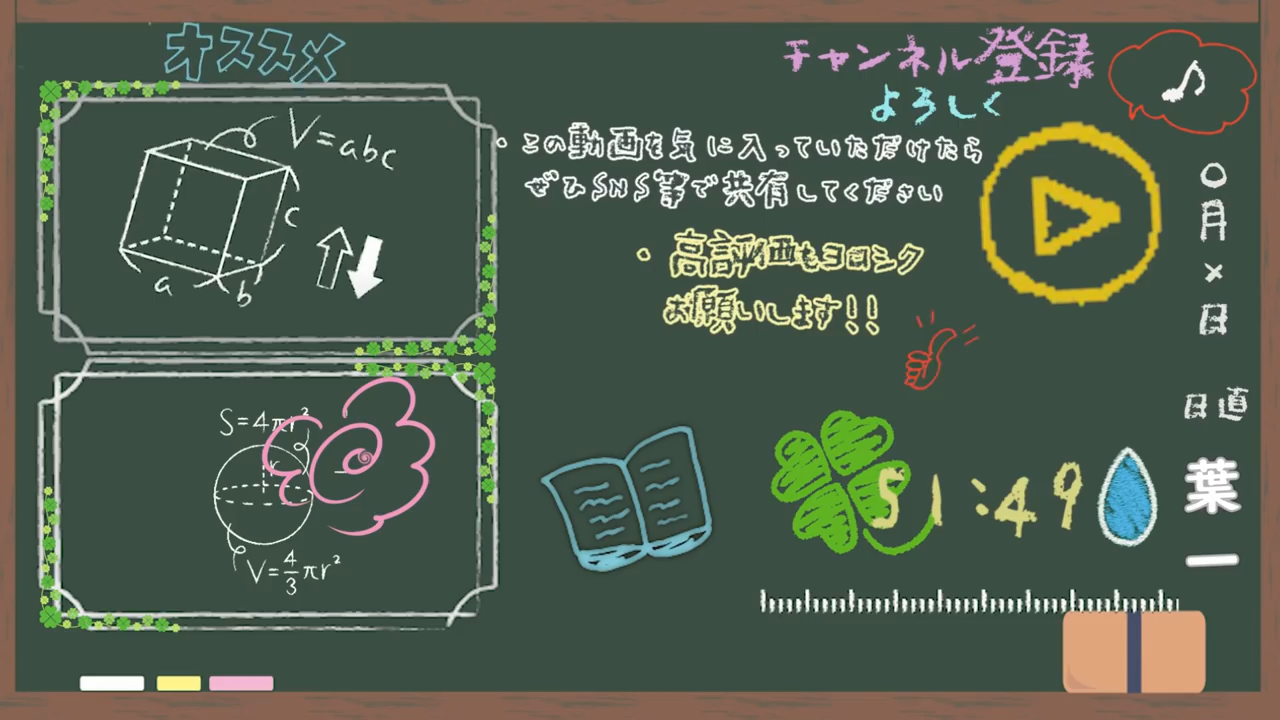 オススメ
V=abc
c
a
b
S=4πr²
r
V=4/3πr²
チャンネル登録
よろしく
・この動画を気に入っていただけたら
ぜひSNS等で共有してください
・高評価もヨロシク
お願いします!!
51:49
○月×日
日直
葉一